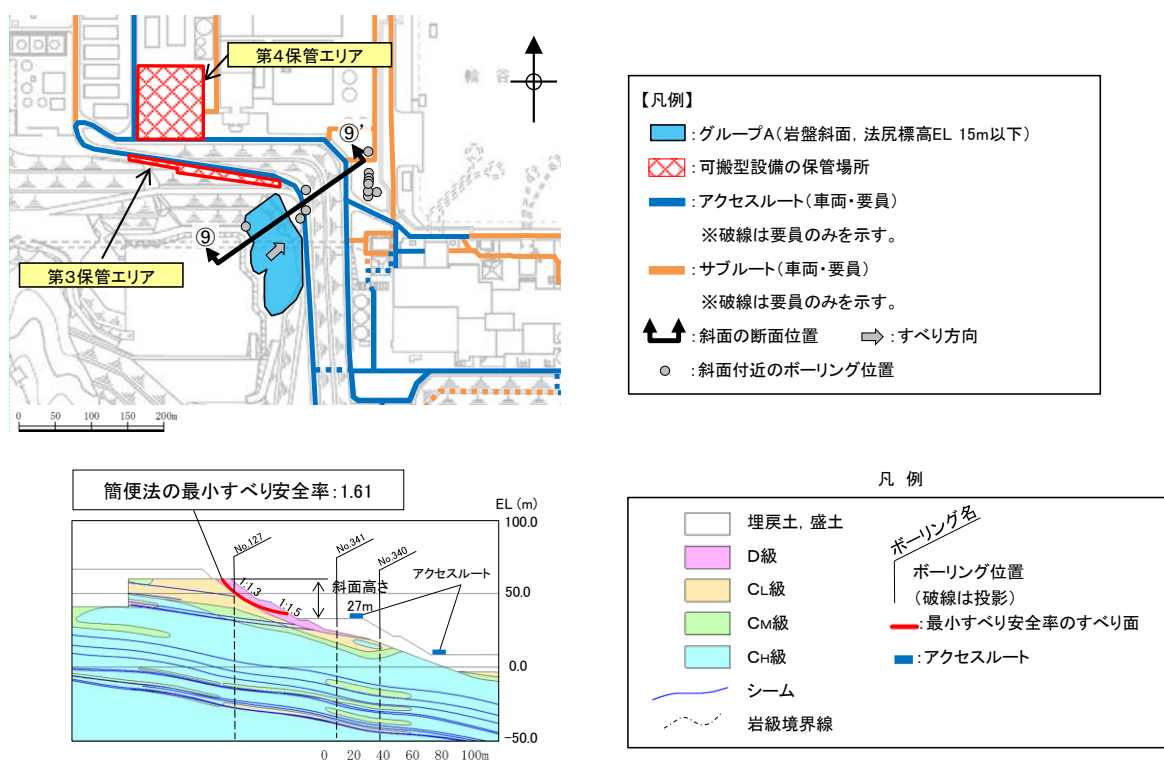 第4保管エリア
輪谷
⑨'
⑨
第3保管エリア
0 50 100 150 200m
【凡例】
:グループA(岩盤斜面, 法尻標高EL 15m以下)
:可搬型設備の保管場所
:アクセスルート(車両・要員)
※破線は要員のみを示す。
:サブルート(車両・要員)
※破線は要員のみを示す。
:斜面の断面位置 :すべり方向
:斜面付近のボーリング位置
簡便法の最小すべり安全率:1.61
EL (m)
100.0
No.127
No.341
No.340
アクセスルート
1:1.3
斜面高さ
50.0
27m
1:1.5
0.0
-50.0
0 20 40 60 80 100m
凡 例
埋戻土, 盛土
D級
CL級
CM級
CH級
シーム
岩級境界線
ボーリング名
ボーリング位置
(破線は投影)
:最小すべり安全率のすべり面
:アクセスルート